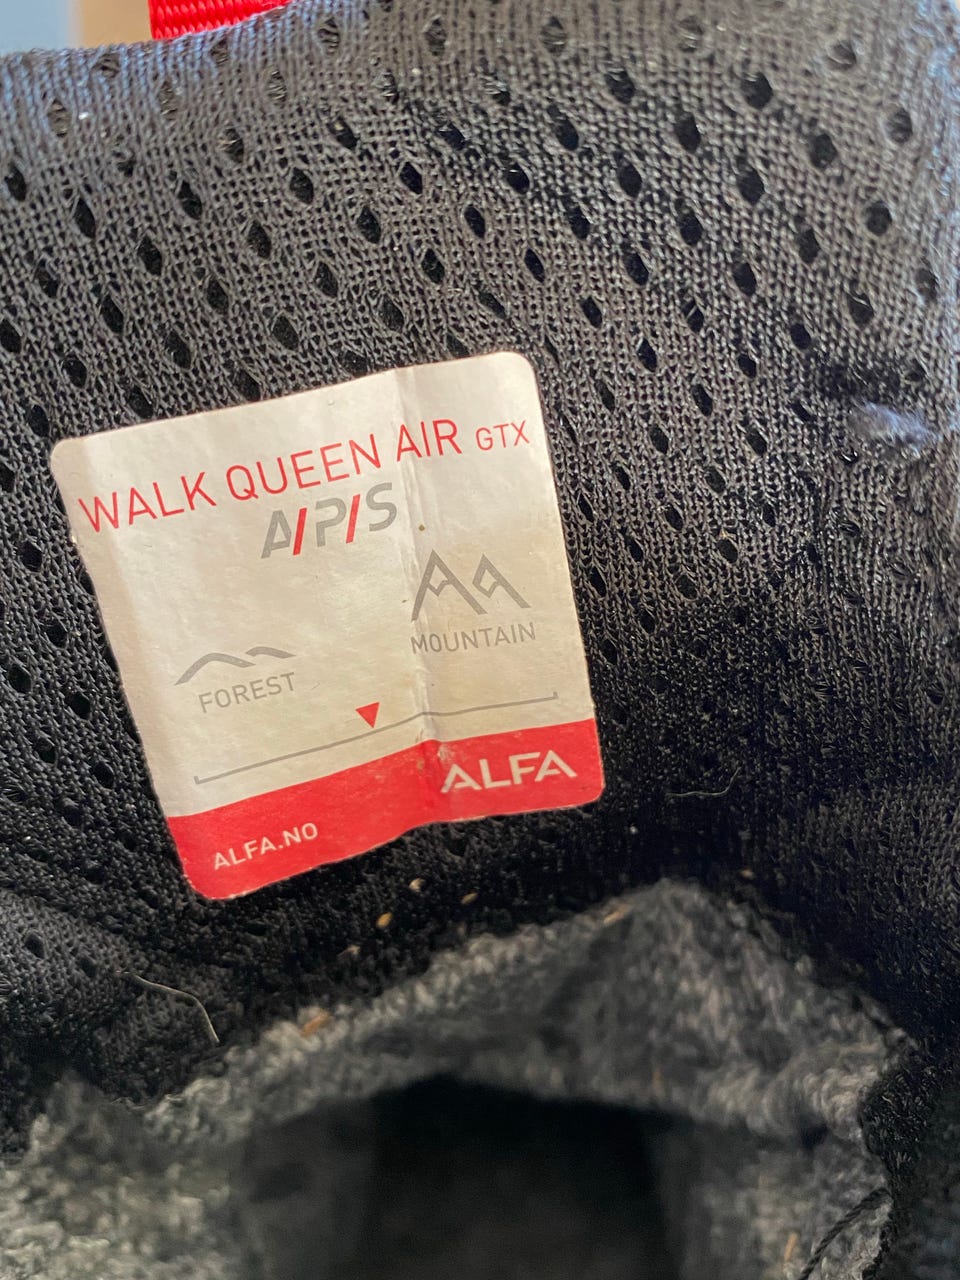 WALK QUEEN AIR GTX
A/P/S
MOUNTAIN
FOREST
ALFA
ALFA.NO